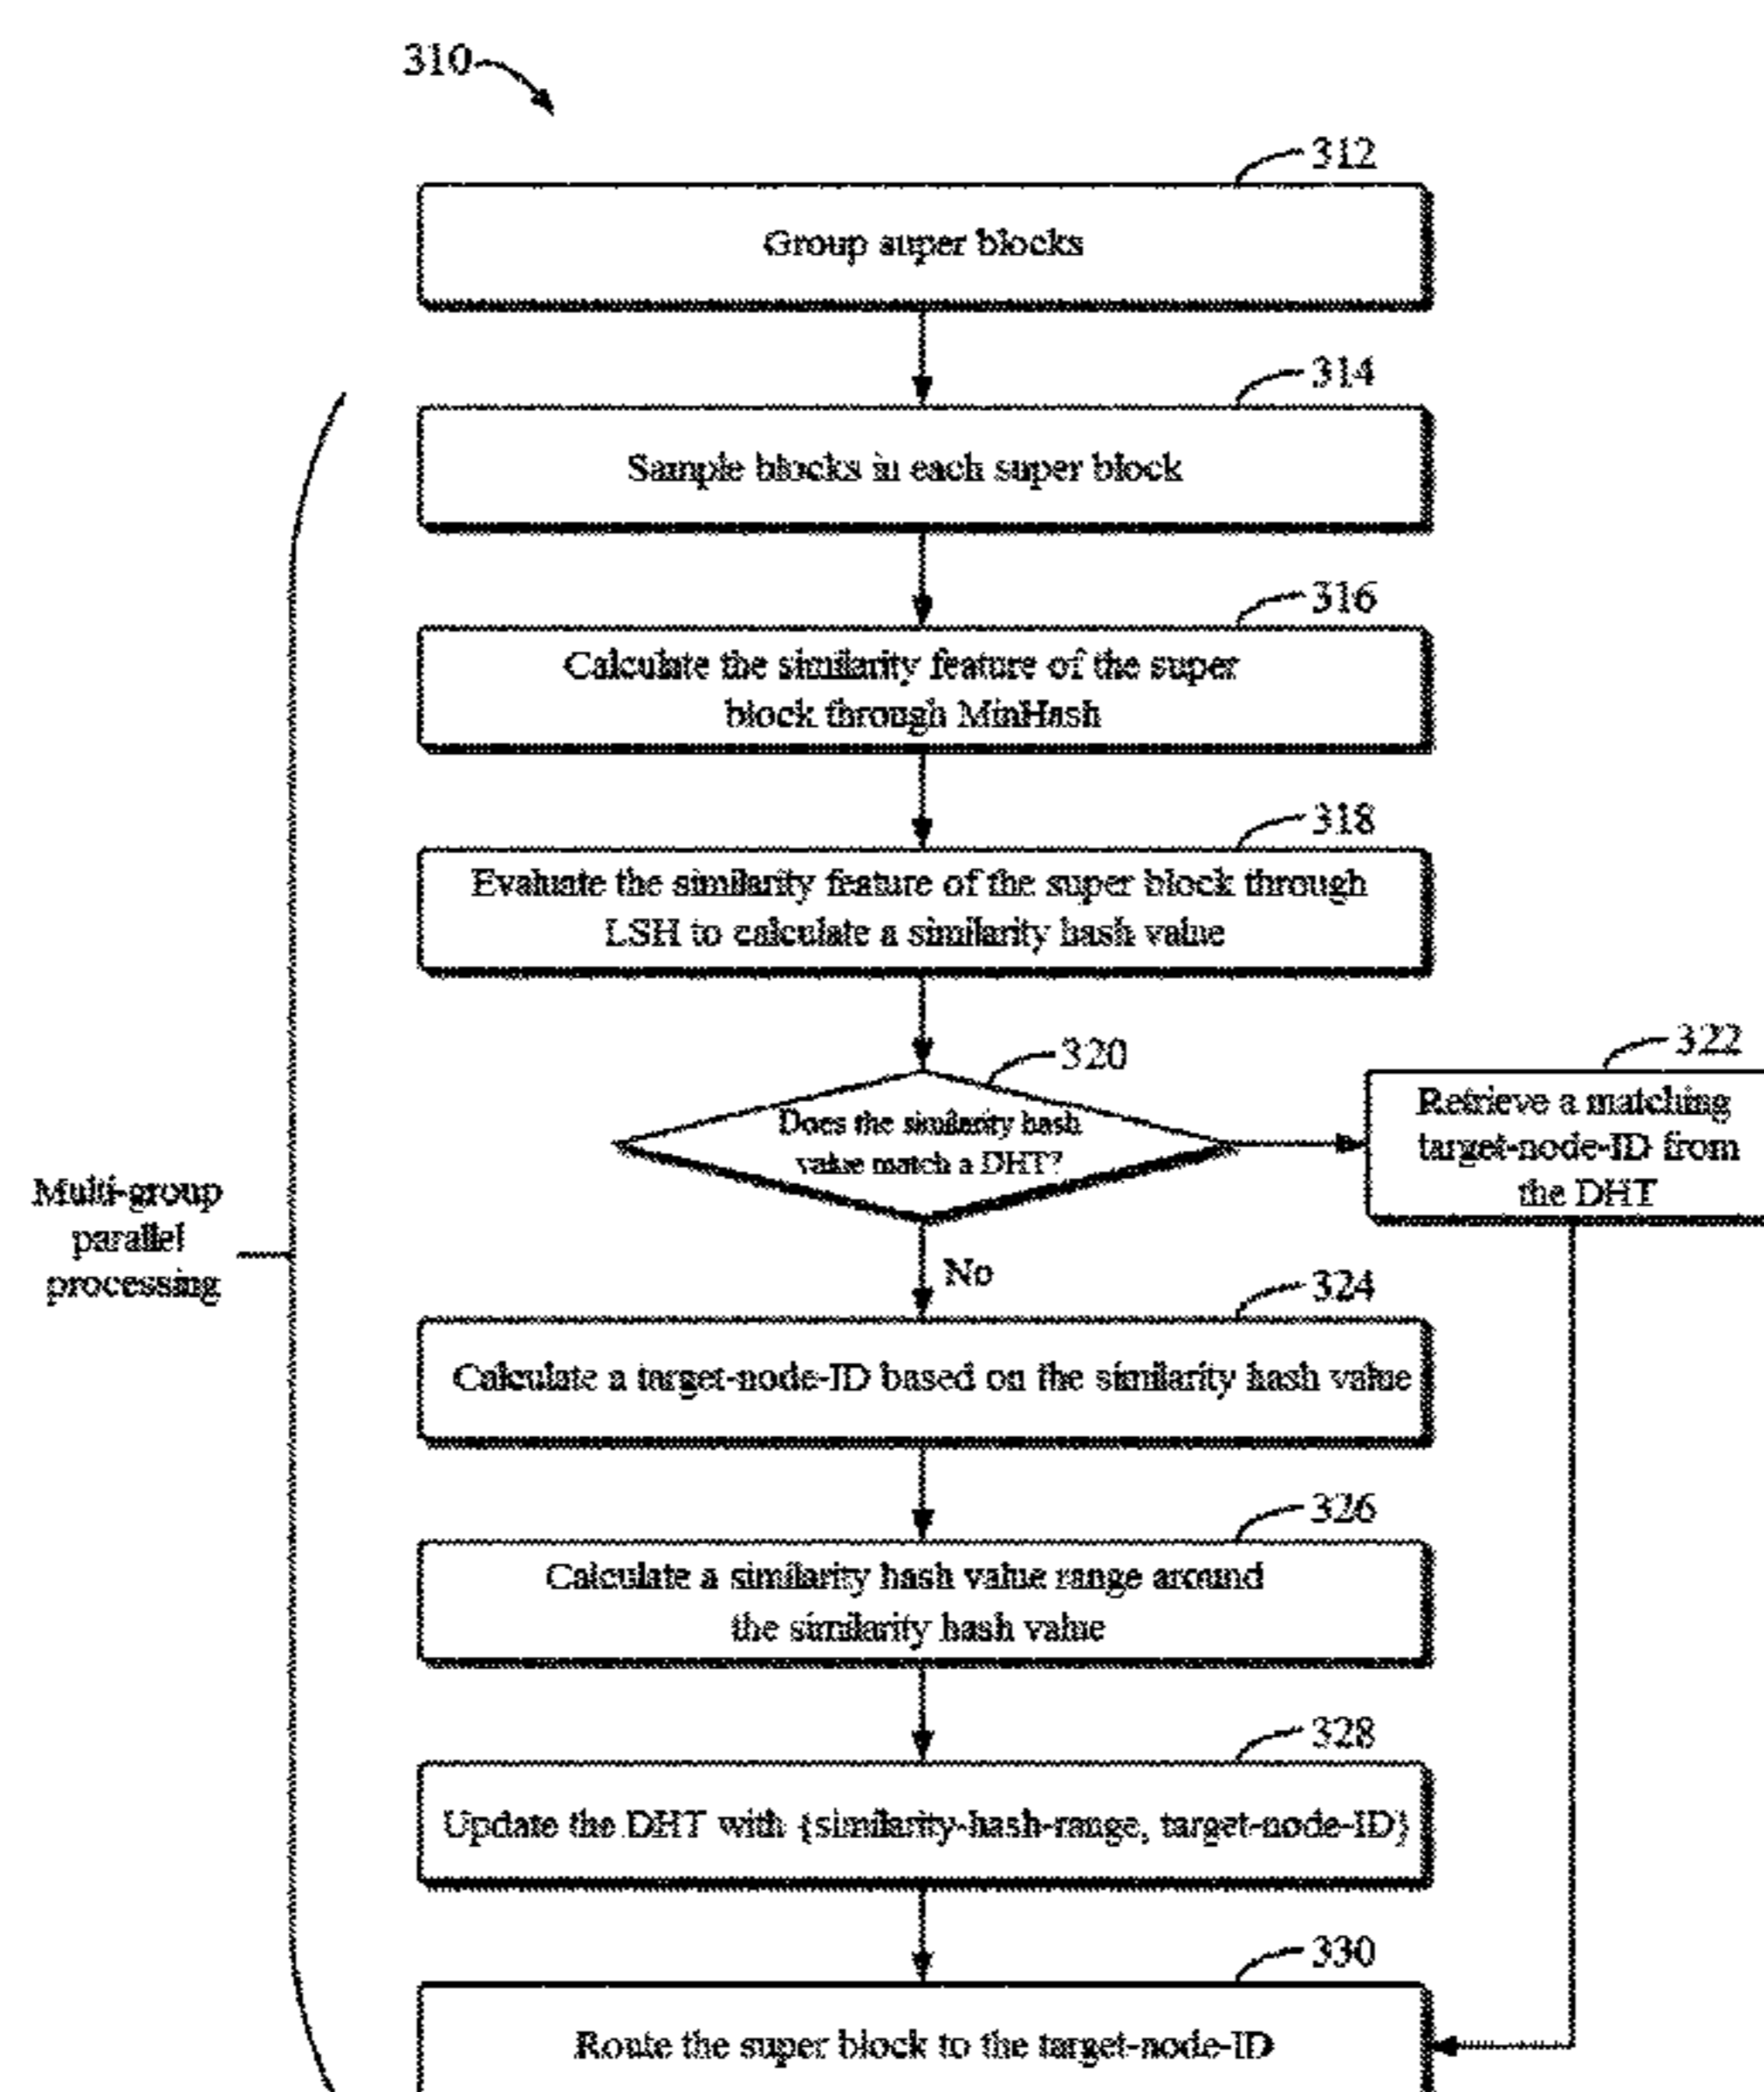 310
312
Group super blocks
314
Sample blocks in each super block
316
Calculate the similarity feature of the super
block through MinHash
318
Evaluate the similarity feature of the super block through
LSH to calculate a similarity hash value
320
Does the similarity hash
value match a DHT?
322
Retrieve a matching
target-node-ID from
the DHT
Multi-group
parallel
processing
No
324
Calculate a target-node-ID based on the similarity hash value
326
Calculate a similarity hash value range around
the similarity hash value
328
Update the DHT with {similarity-hash-range, target-node-ID}
330
Route the super block to the target-node-ID